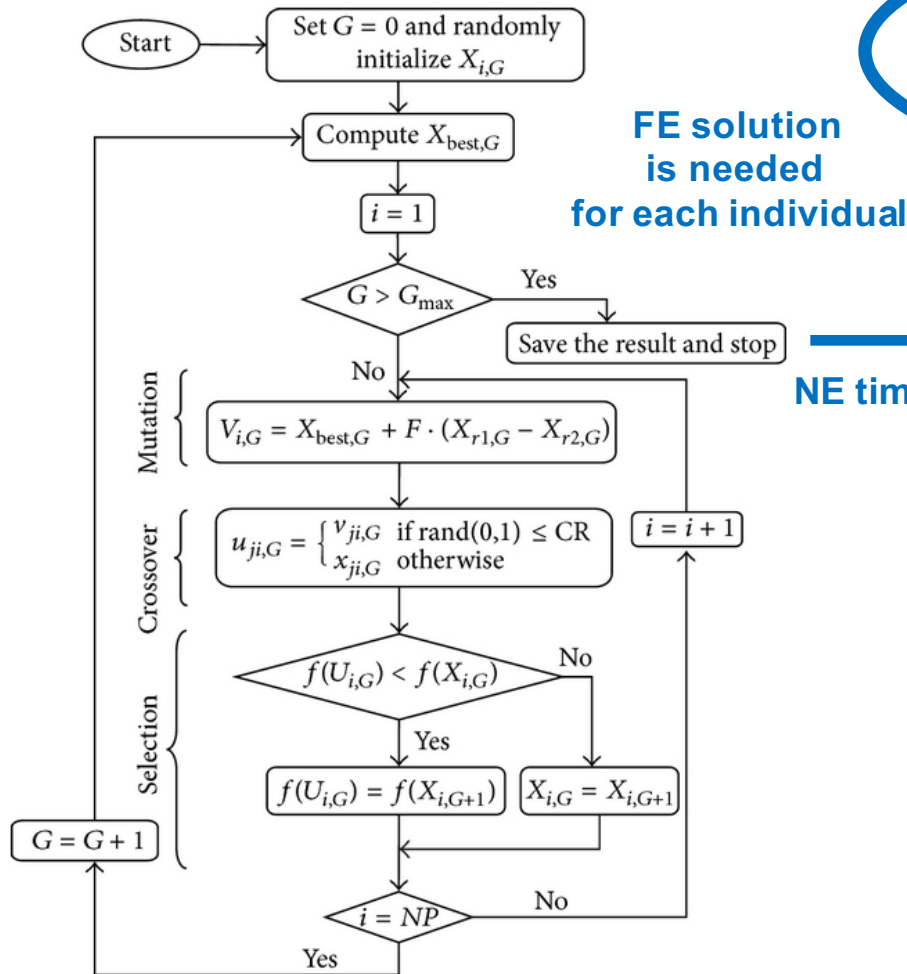 Start
Set G = 0 and randomly
initialize X_{i,G}
Compute X_{best,G}
FE solution
is needed
for each individual
i = 1
G > G_{max}
Yes
Save the result and stop
No
NE tim
Mutation
V_{i,G} = X_{best,G} + F · (X_{r1,G} − X_{r2,G})
Crossover
u_{ji,G} = { v_{ji,G} if rand(0,1) ≤ CR
x_{ji,G} otherwise
i = i + 1
Selection
f(U_{i,G}) < f(X_{i,G})
No
Yes
f(U_{i,G}) = f(X_{i,G+1})
X_{i,G} = X_{i,G+1}
G = G + 1
i = NP
No
Yes